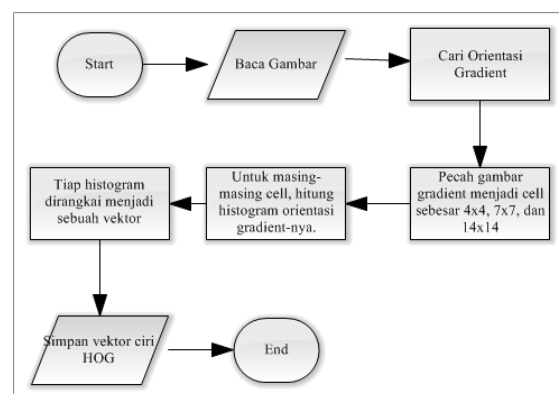 Start
Baca Gambar
Cari Orientasi
Gradient
Pecah gambar
gradient menjadi cell
sebesar 4x4, 7x7, dan
14x14
Untuk masing-
masing cell, hitung
histogram orientasi
gradient-nya.
Tiap histogram
dirangkai menjadi
sebuah vektor
Simpan vektor ciri
HOG
End